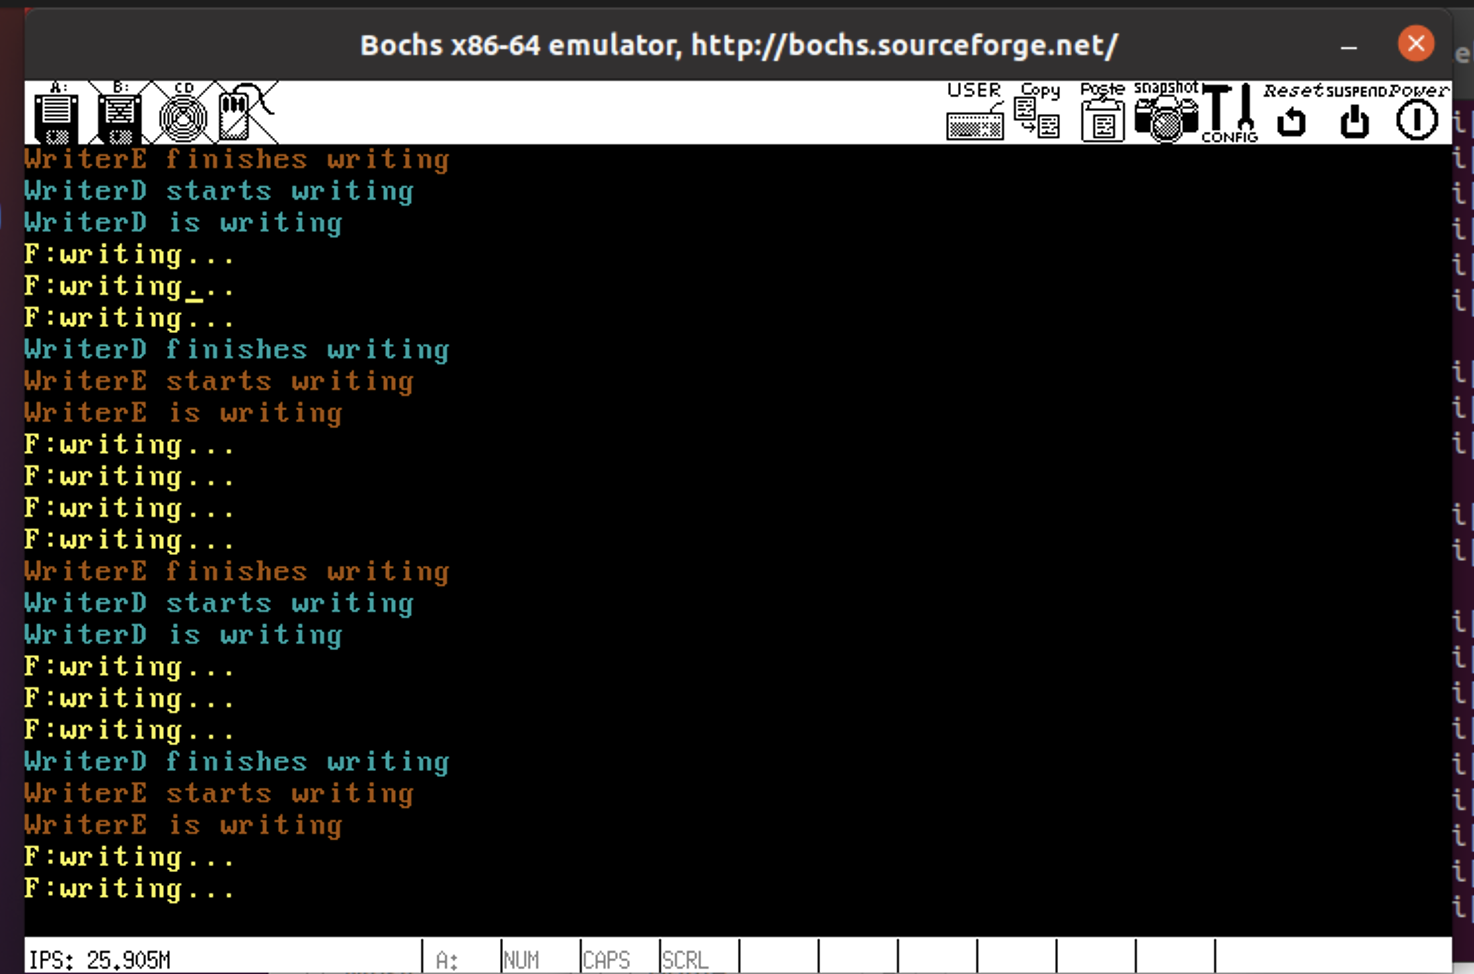 Bochs x86-64 emulator, http://bochs.sourceforge.net/
A: B: CD USER Copy Paste snapshot CONFIG Reset SUSPEND Power
WriterE finishes writing
WriterD starts writing
WriterD is writing
F:writing...
F:writing...
F:writing...
WriterD finishes writing
WriterE starts writing
WriterE is writing
F:writing...
F:writing...
F:writing...
F:writing...
WriterE finishes writing
WriterD starts writing
WriterD is writing
F:writing...
F:writing...
F:writing...
WriterD finishes writing
WriterE starts writing
WriterE is writing
F:writing...
F:writing...
IPS: 25.905M A: NUM CAPS SCRL